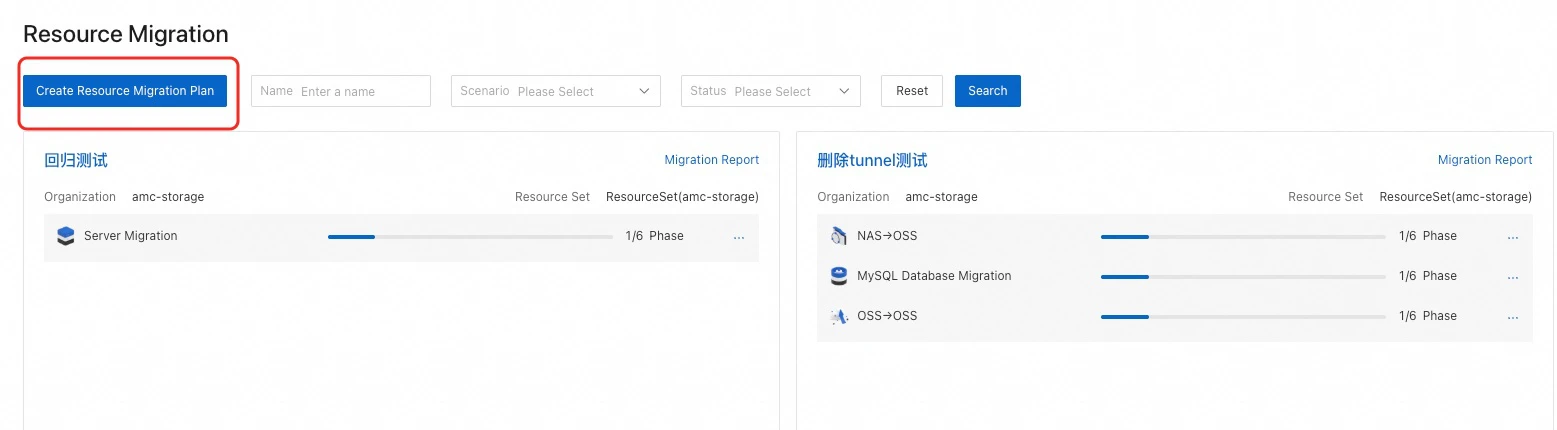 Resource Migration
Create Resource Migration Plan Name Enter a name Scenario Please Select Status Please Select Reset Search
回归测试 Migration Report
Organization amc-storage Resource Set ResourceSet(amc-storage)
Server Migration 1/6 Phase ...
删除tunnel测试 Migration Report
Organization amc-storage Resource Set ResourceSet(amc-storage)
NAS→OSS 1/6 Phase ...
MySQL Database Migration 1/6 Phase ...
OSS→OSS 1/6 Phase ...